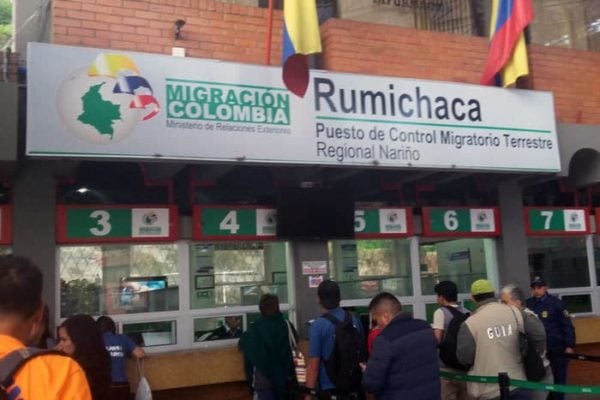 MIGRACIÓN
COLOMBIA
Ministerio de Relaciones Exteriores
Rumichaca
Puesto de Control Migratorio Terrestre
Regional Nariño
3
4
5
6
7
GUIA